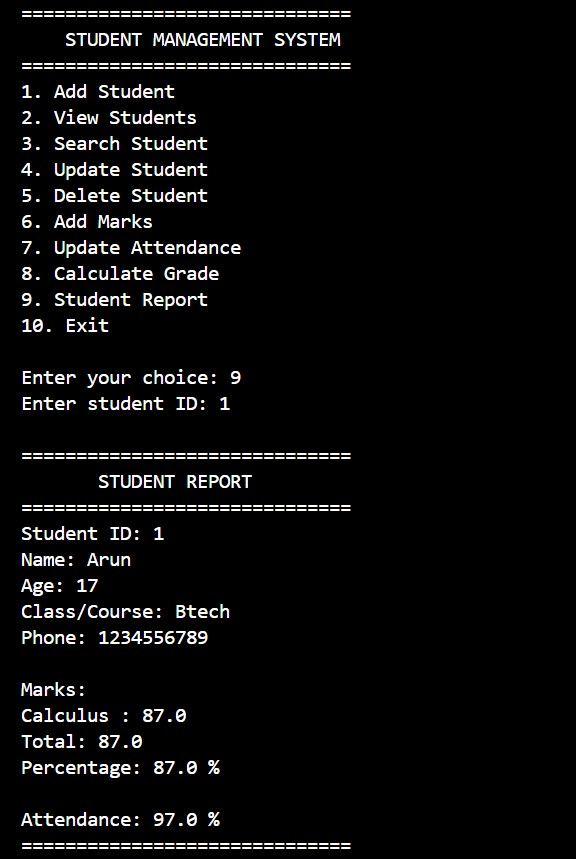 ==============================
STUDENT MANAGEMENT SYSTEM
==============================
1. Add Student
2. View Students
3. Search Student
4. Update Student
5. Delete Student
6. Add Marks
7. Update Attendance
8. Calculate Grade
9. Student Report
10. Exit
Enter your choice: 9
Enter student ID: 1
==============================
STUDENT REPORT
==============================
Student ID: 1
Name: Arun
Age: 17
Class/Course: Btech
Phone: 1234556789
Marks:
Calculus : 87.0
Total: 87.0
Percentage: 87.0 %
Attendance: 97.0 %
==============================